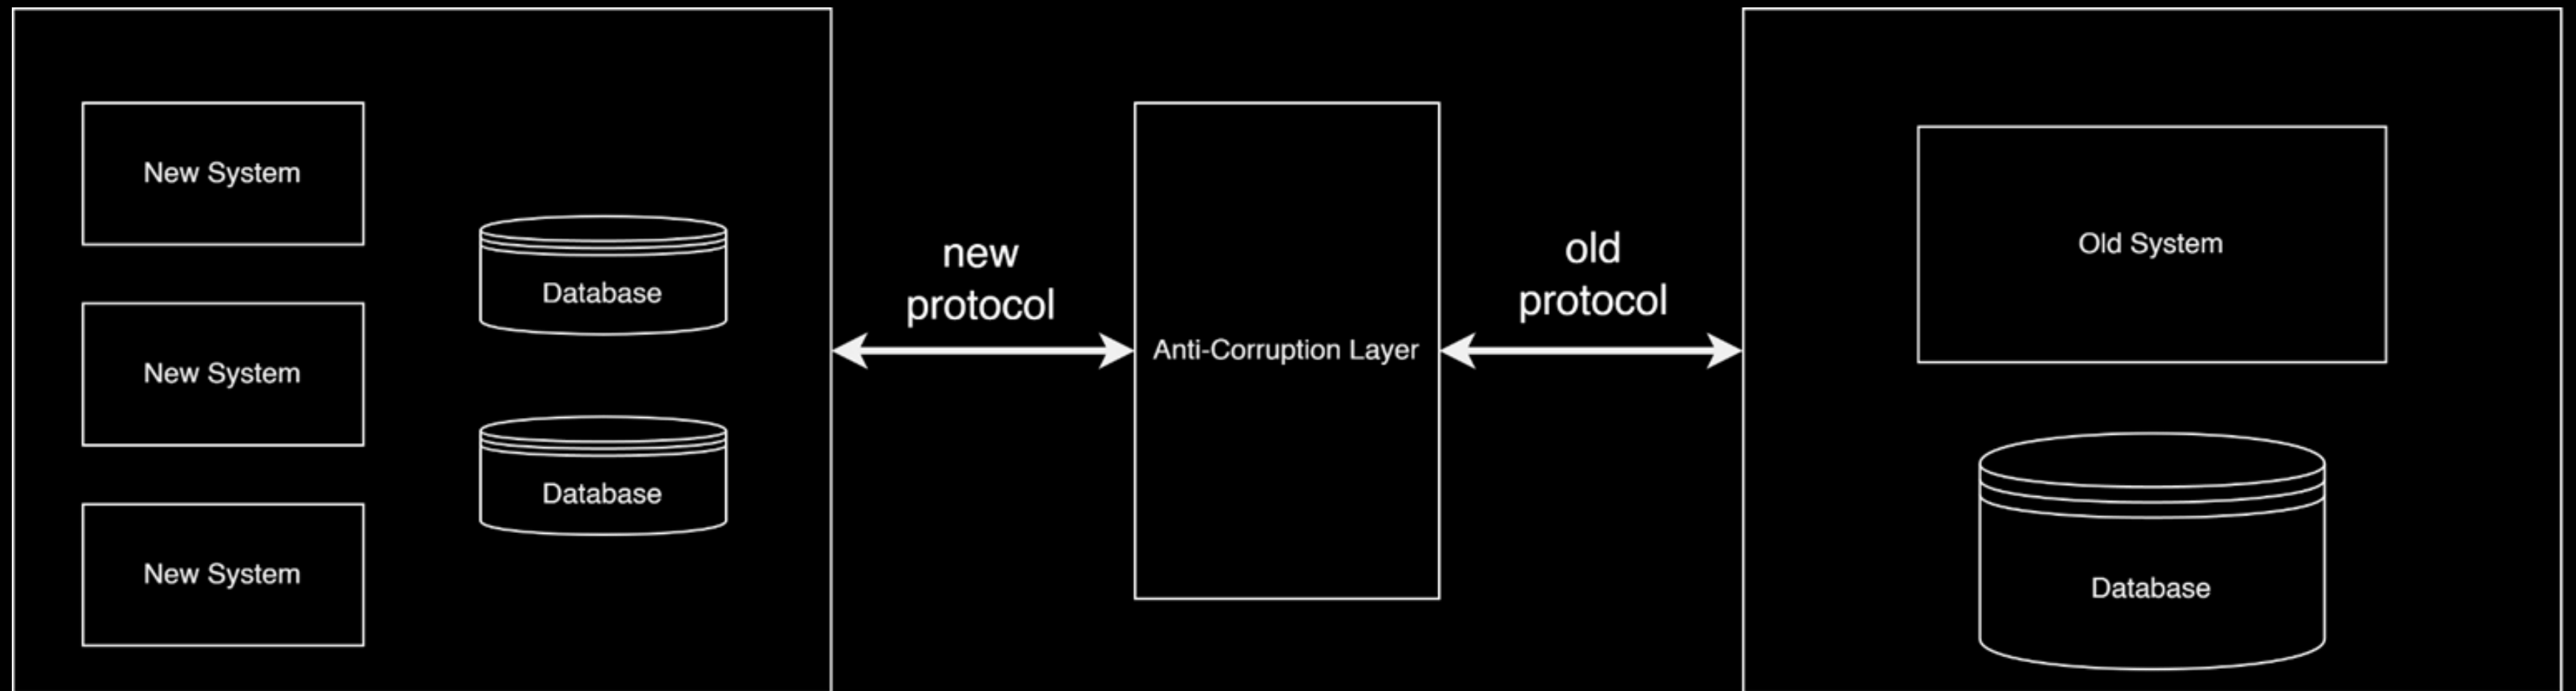 New System
New System
New System
Database
Database
new
protocol
Anti-Corruption Layer
old
protocol
Old System
Database